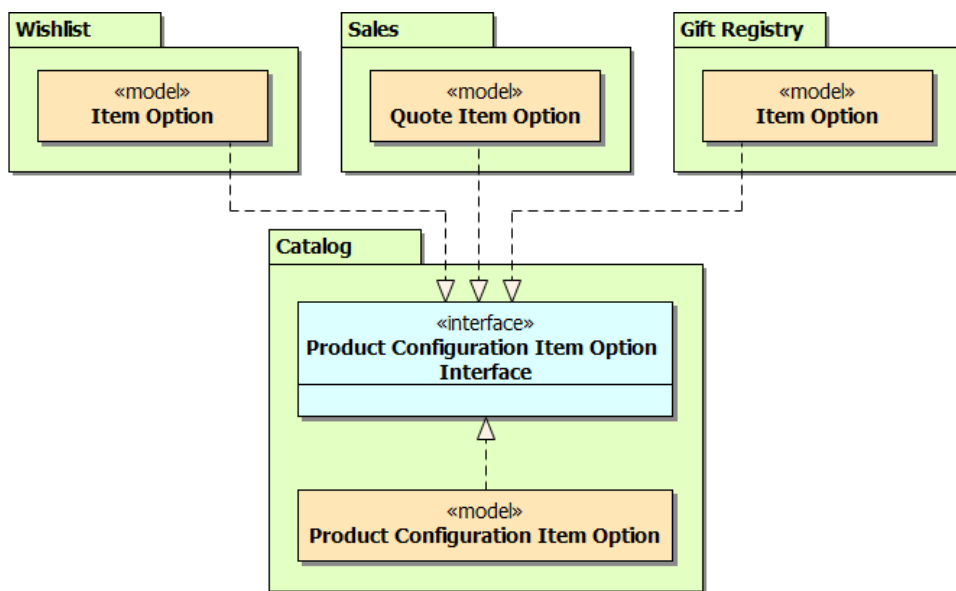 Wishlist
«model»
Item Option
Sales
«model»
Quote Item Option
Gift Registry
«model»
Item Option
Catalog
«interface»
Product Configuration Item Option
Interface
«model»
Product Configuration Item Option